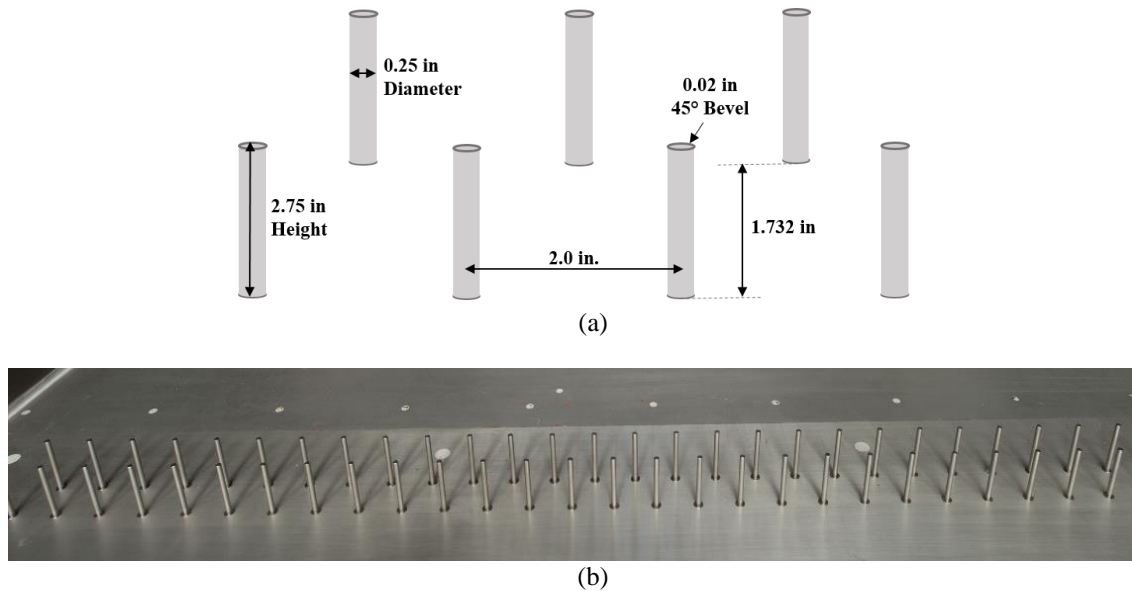 0.25 in
Diameter
0.02 in
45° Bevel
2.75 in
Height
1.732 in
2.0 in.
(a)
(b)